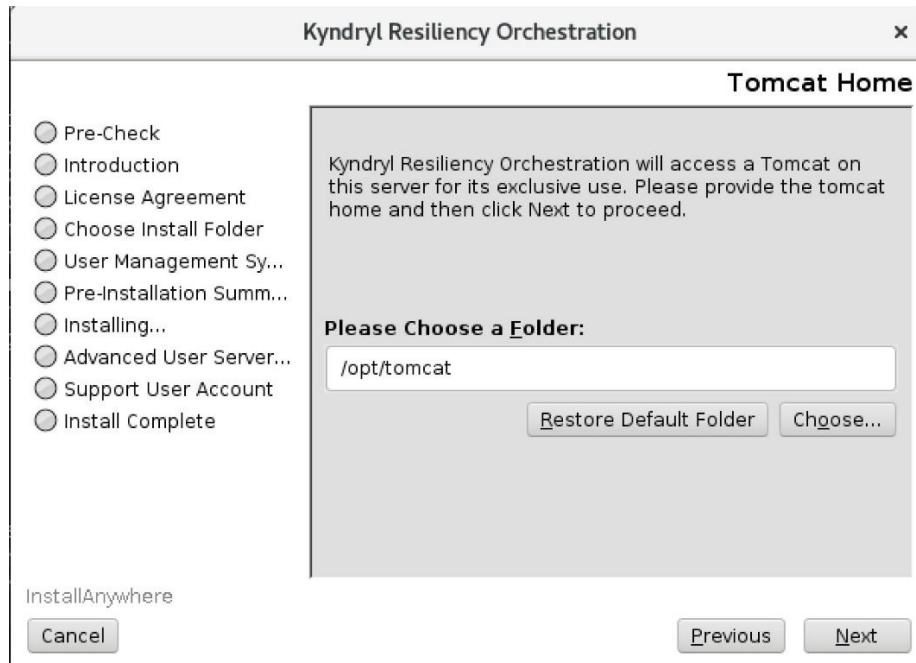 Kyndryl Resiliency Orchestration
×
Tomcat Home
Pre-Check
Introduction
License Agreement
Choose Install Folder
User Management Sy...
Pre-Installation Summ...
Installing...
Advanced User Server...
Support User Account
Install Complete
Kyndryl Resiliency Orchestration will access a Tomcat on
this server for its exclusive use. Please provide the tomcat
home and then click Next to proceed.
Please Choose a Folder:
/opt/tomcat
Restore Default Folder
Choose...
InstallAnywhere
Cancel
Previous
Next